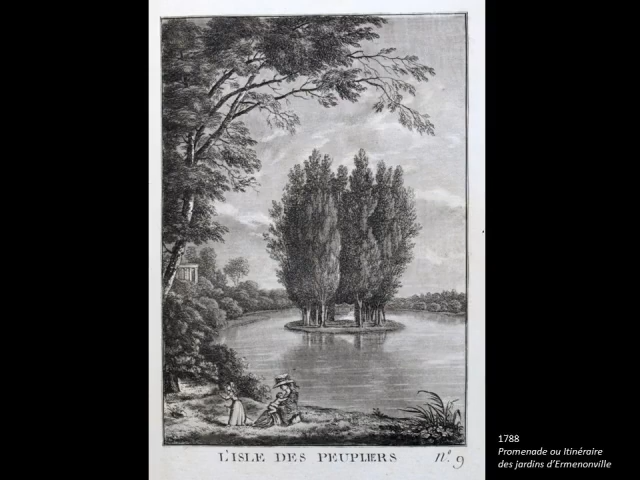 L'ISLE DES PEUPLIERS
N.º 9
1788
Promenade ou Itinéraire
des jardins d'Ermenonville